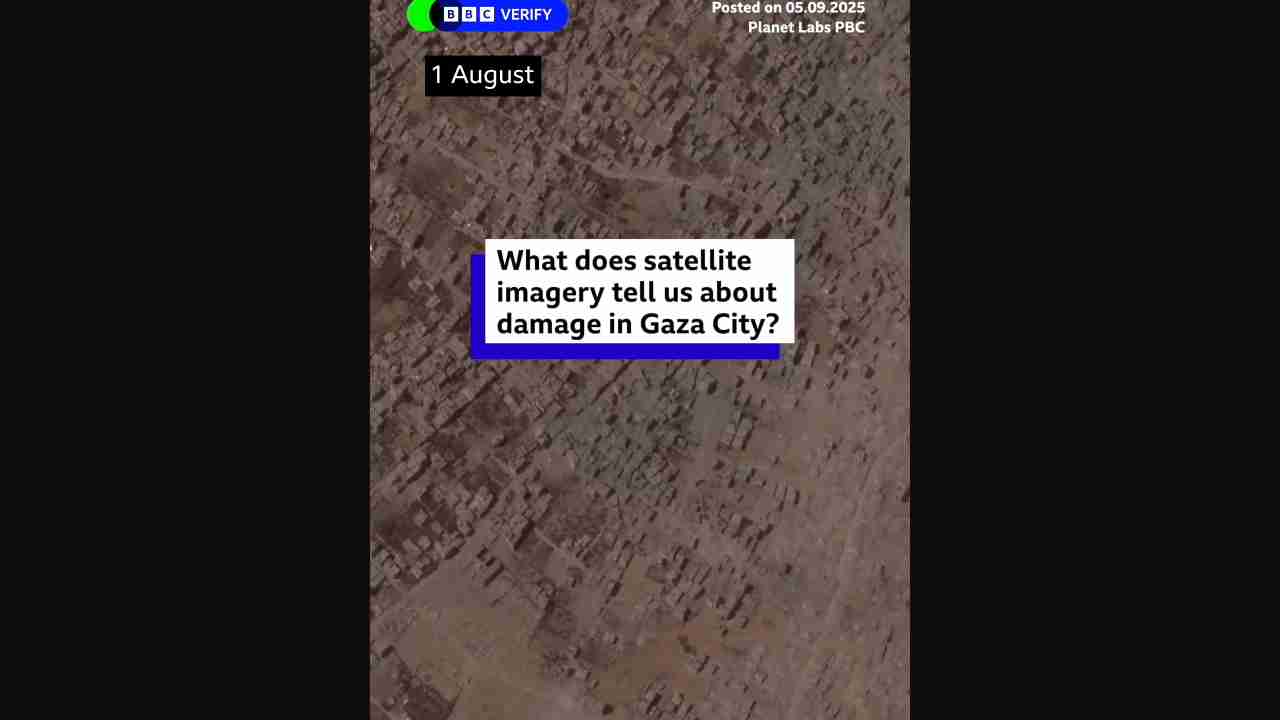 BBC VERIFY
Posted on 05.09.2025
Planet Labs PBC
1 August
What does satellite
imagery tell us about
damage in Gaza City?